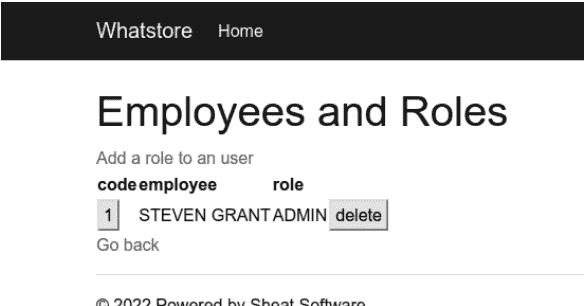 Whatstore Home
Employees and Roles
Add a role to an user
code employee role
1 STEVEN GRANT ADMIN delete
Go back
© 2022 Powered by Sheat Software